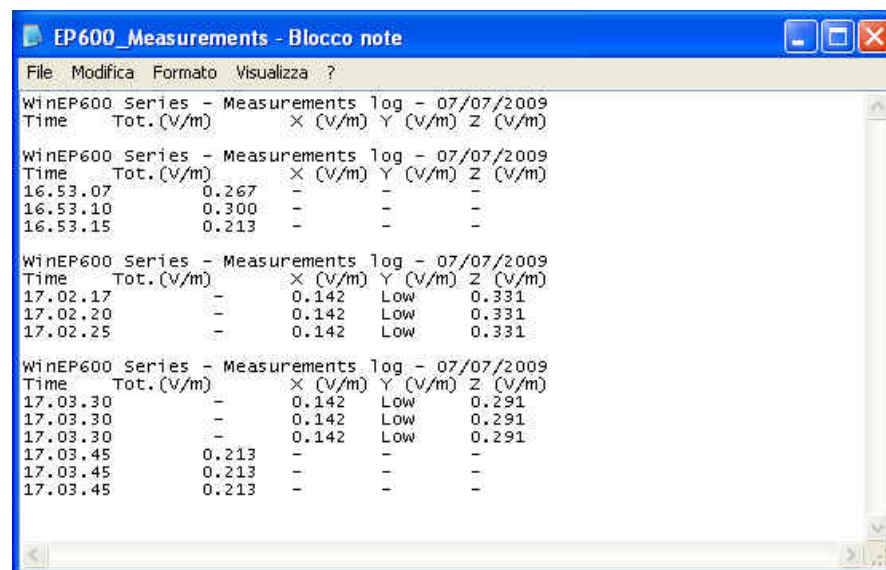 EP600_Measurements - Blocco note
File Modifica Formato Visualizza ?
WinEP600 Series - Measurements log - 07/07/2009
Time Tot.(V/m) X (V/m) Y (V/m) Z (V/m)
WinEP600 Series - Measurements log - 07/07/2009
Time Tot.(V/m) X (V/m) Y (V/m) Z (V/m)
16.53.07 0.267 - - -
16.53.10 0.300 - - -
16.53.15 0.213 - - -
WinEP600 Series - Measurements log - 07/07/2009
Time Tot.(V/m) X (V/m) Y (V/m) Z (V/m)
17.02.17 - 0.142 Low 0.331
17.02.20 - 0.142 Low 0.331
17.02.25 - 0.142 Low 0.331
WinEP600 Series - Measurements log - 07/07/2009
Time Tot.(V/m) X (V/m) Y (V/m) Z (V/m)
17.03.30 - 0.142 Low 0.291
17.03.30 - 0.142 Low 0.291
17.03.30 - 0.142 Low 0.291
17.03.45 0.213 - - -
17.03.45 0.213 - - -
17.03.45 0.213 - - -